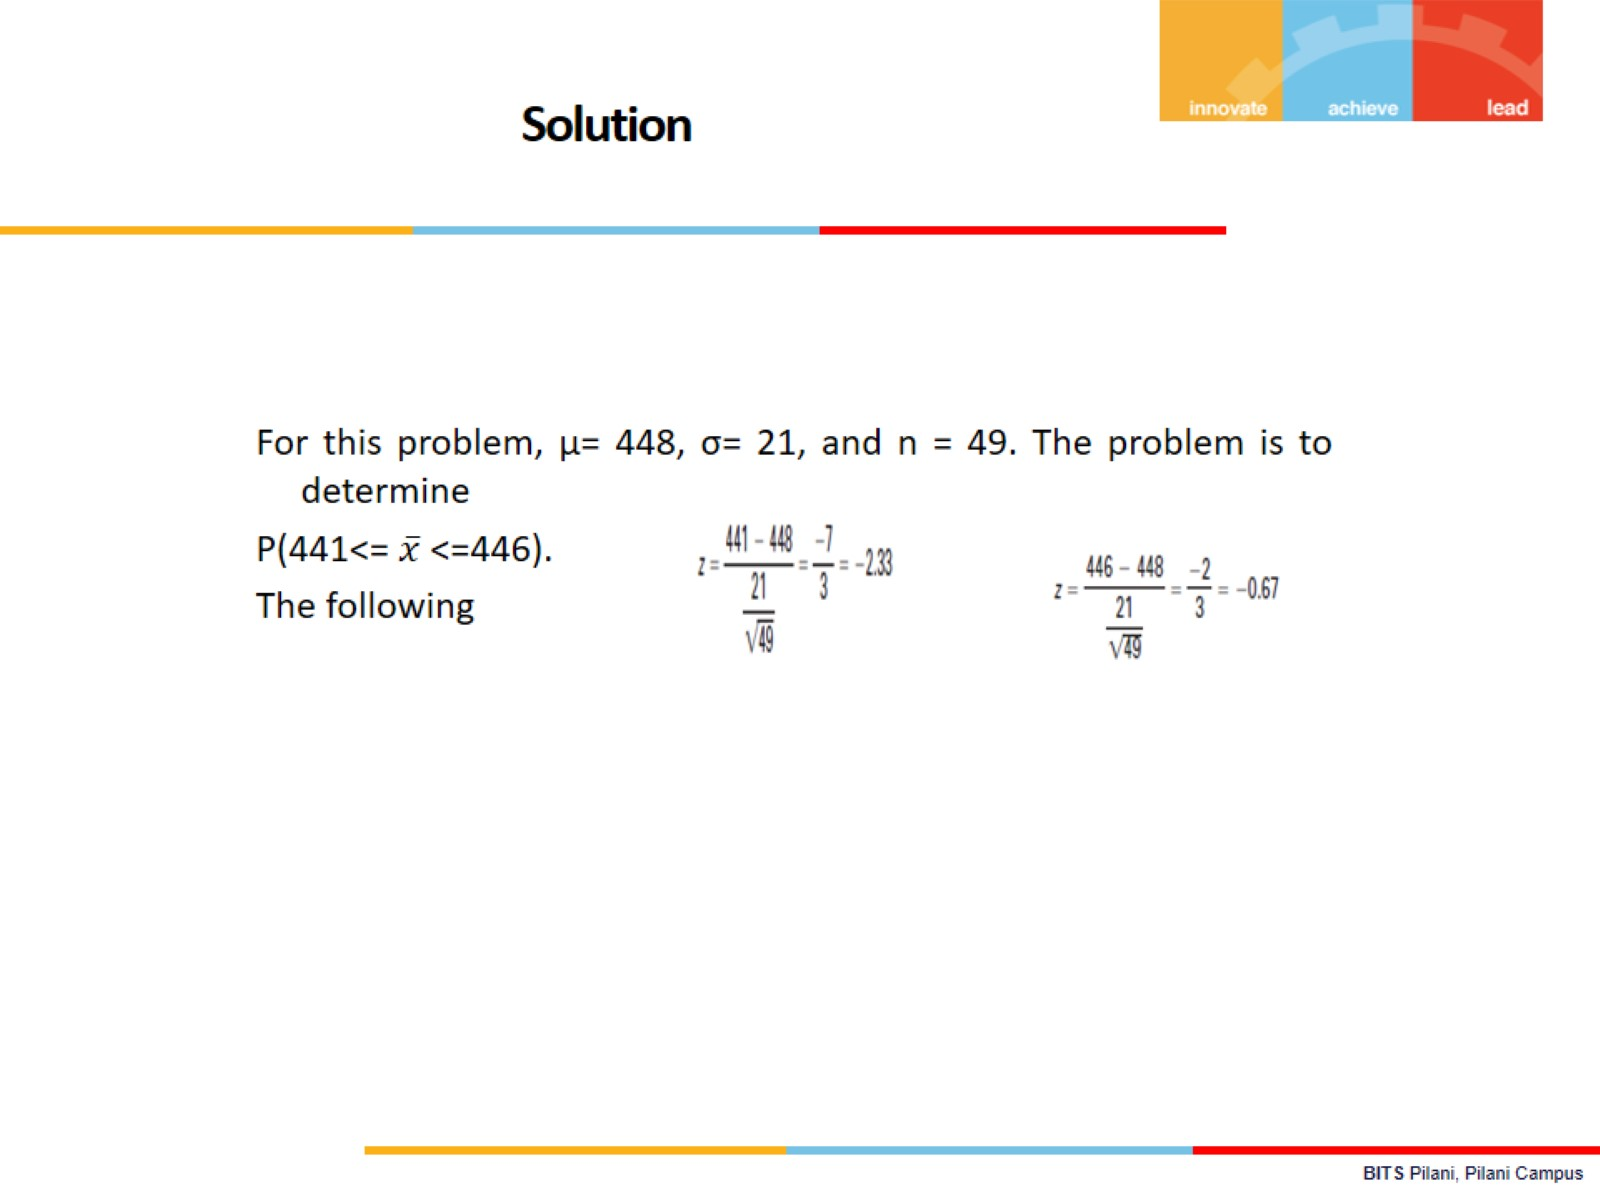 innovate achieve lead
Solution
For this problem, µ= 448, σ= 21, and n = 49. The problem is to
determine
P(441<= x̄ <=446).
The following
z = (441 – 448)/(21/√49) = –7/3 = –2.33
z = (446 – 448)/(21/√49) = –2/3 = –0.67
BITS Pilani, Pilani Campus